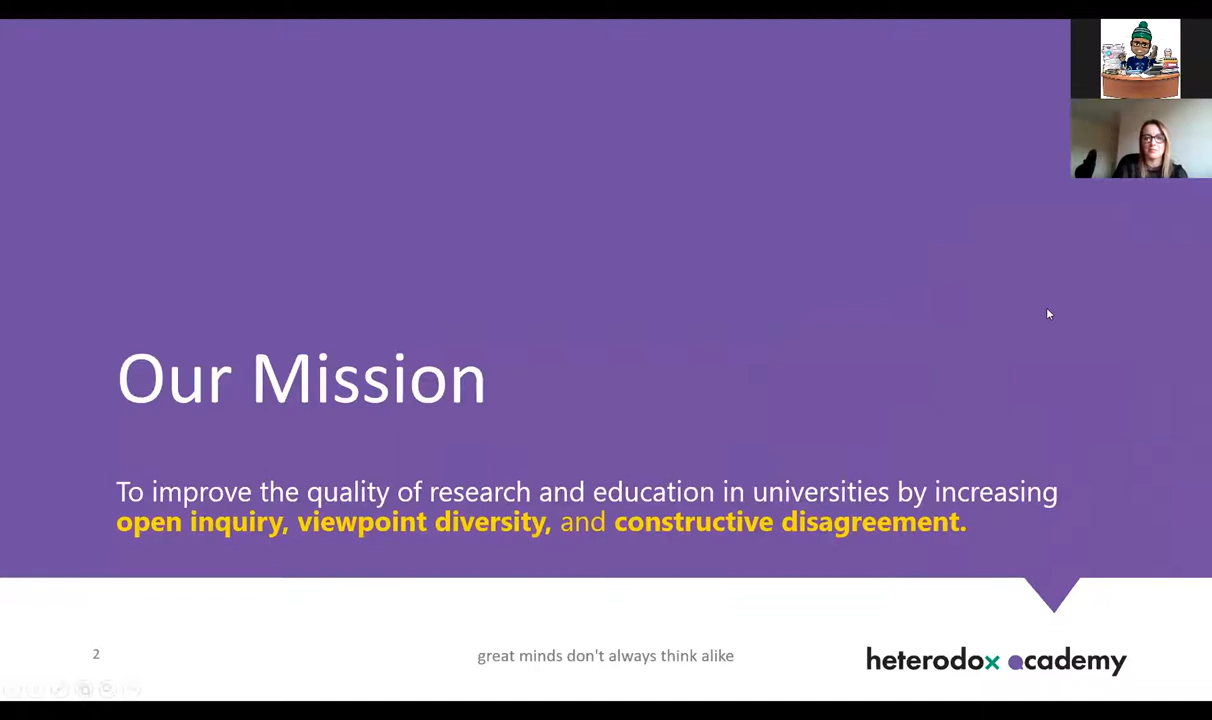 Our Mission
To improve the quality of research and education in universities by increasing
open inquiry, viewpoint diversity, and constructive disagreement.
2
great minds don't always think alike
heterodox academy